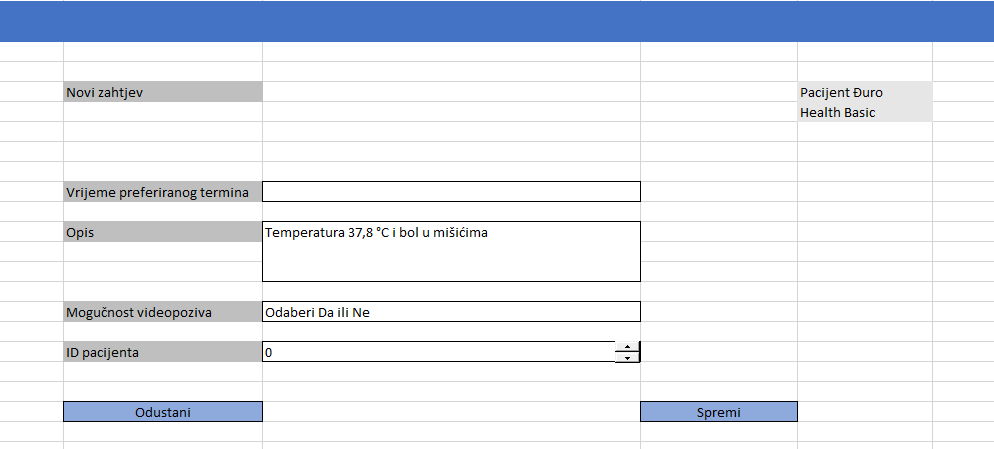 Novi zahtjev
Pacijent Đuro
Health Basic
Vrijeme preferiranog termina
Opis
Temperatura 37,8 °C i bol u mišićima
Mogučnost videopoziva
Odaberi Da ili Ne
ID pacijenta
0
Odustani
Spremi